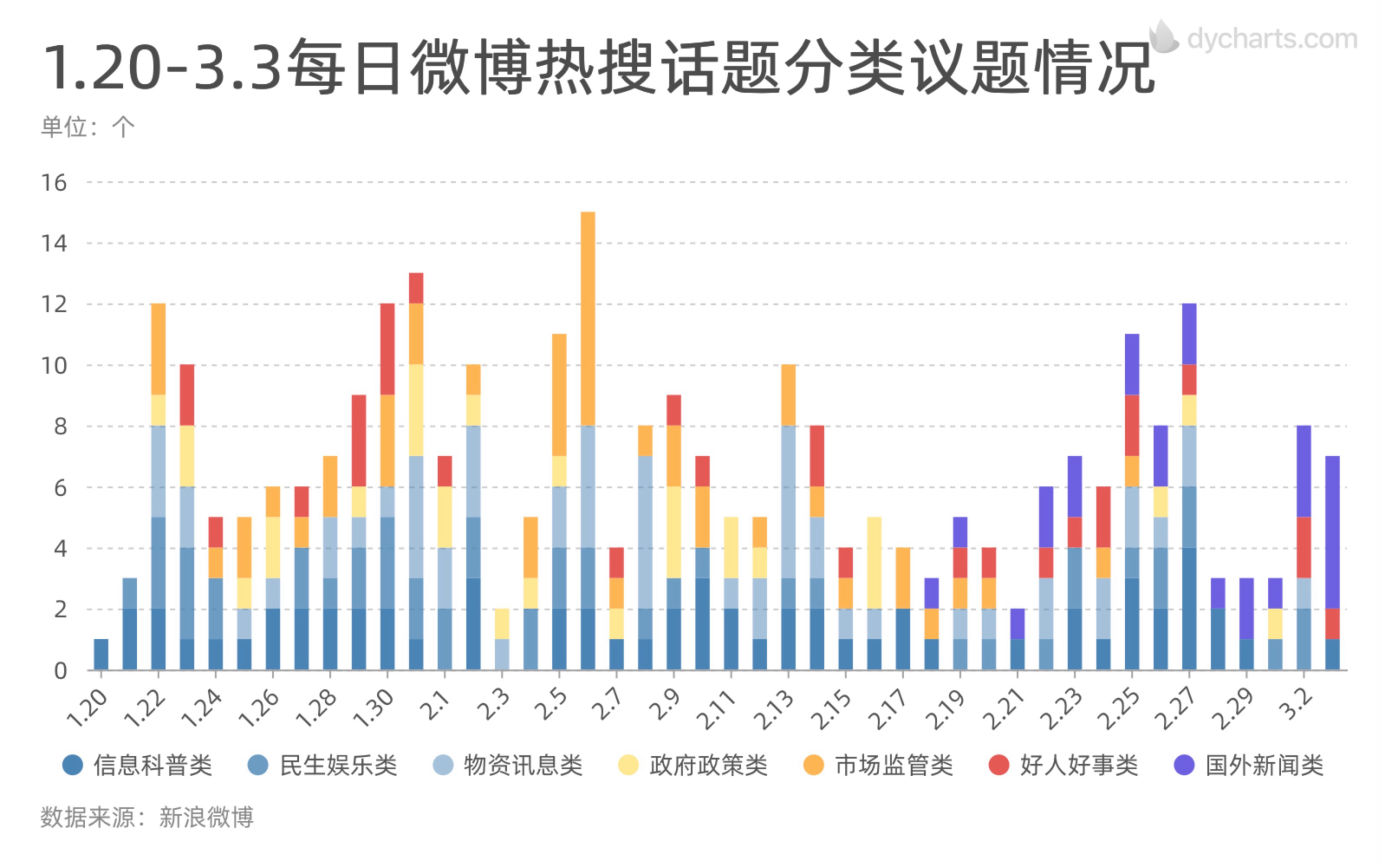 dycharts.com
1.20-3.3每日微博热搜话题分类议题情况
单位：个
16
14
12
10
8
6
4
2
0
1.20 1.22 1.24 1.26 1.28 1.30 2.1 2.3 2.5 2.7 2.9 2.11 2.13 2.15 2.17 2.19 2.21 2.23 2.25 2.27 2.29 3.2
信息科普类 民生娱乐类 物资讯息类 政府政策类 市场监管类 好人好事类 国外新闻类
数据来源：新浪微博